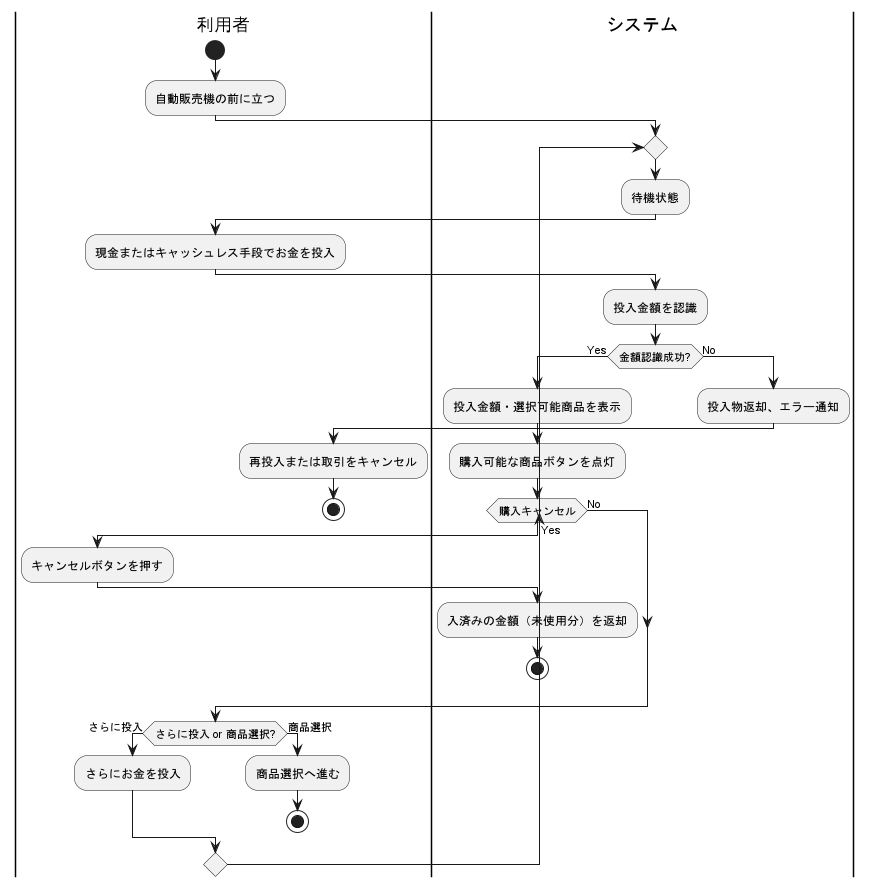 利用者
システム
自動販売機の前に立つ
待機状態
現金またはキャッシュレス手段でお金を投入
投入金額を認識
Yes
金額認識成功?
No
投入金額・選択可能商品を表示
投入物返却、エラー通知
再投入または取引をキャンセル
購入可能な商品ボタンを点灯
購入キャンセル
No
Yes
キャンセルボタンを押す
入済みの金額（未使用分）を返却
さらに投入
さらに投入 or 商品選択?
商品選択
さらにお金を投入
商品選択へ進む